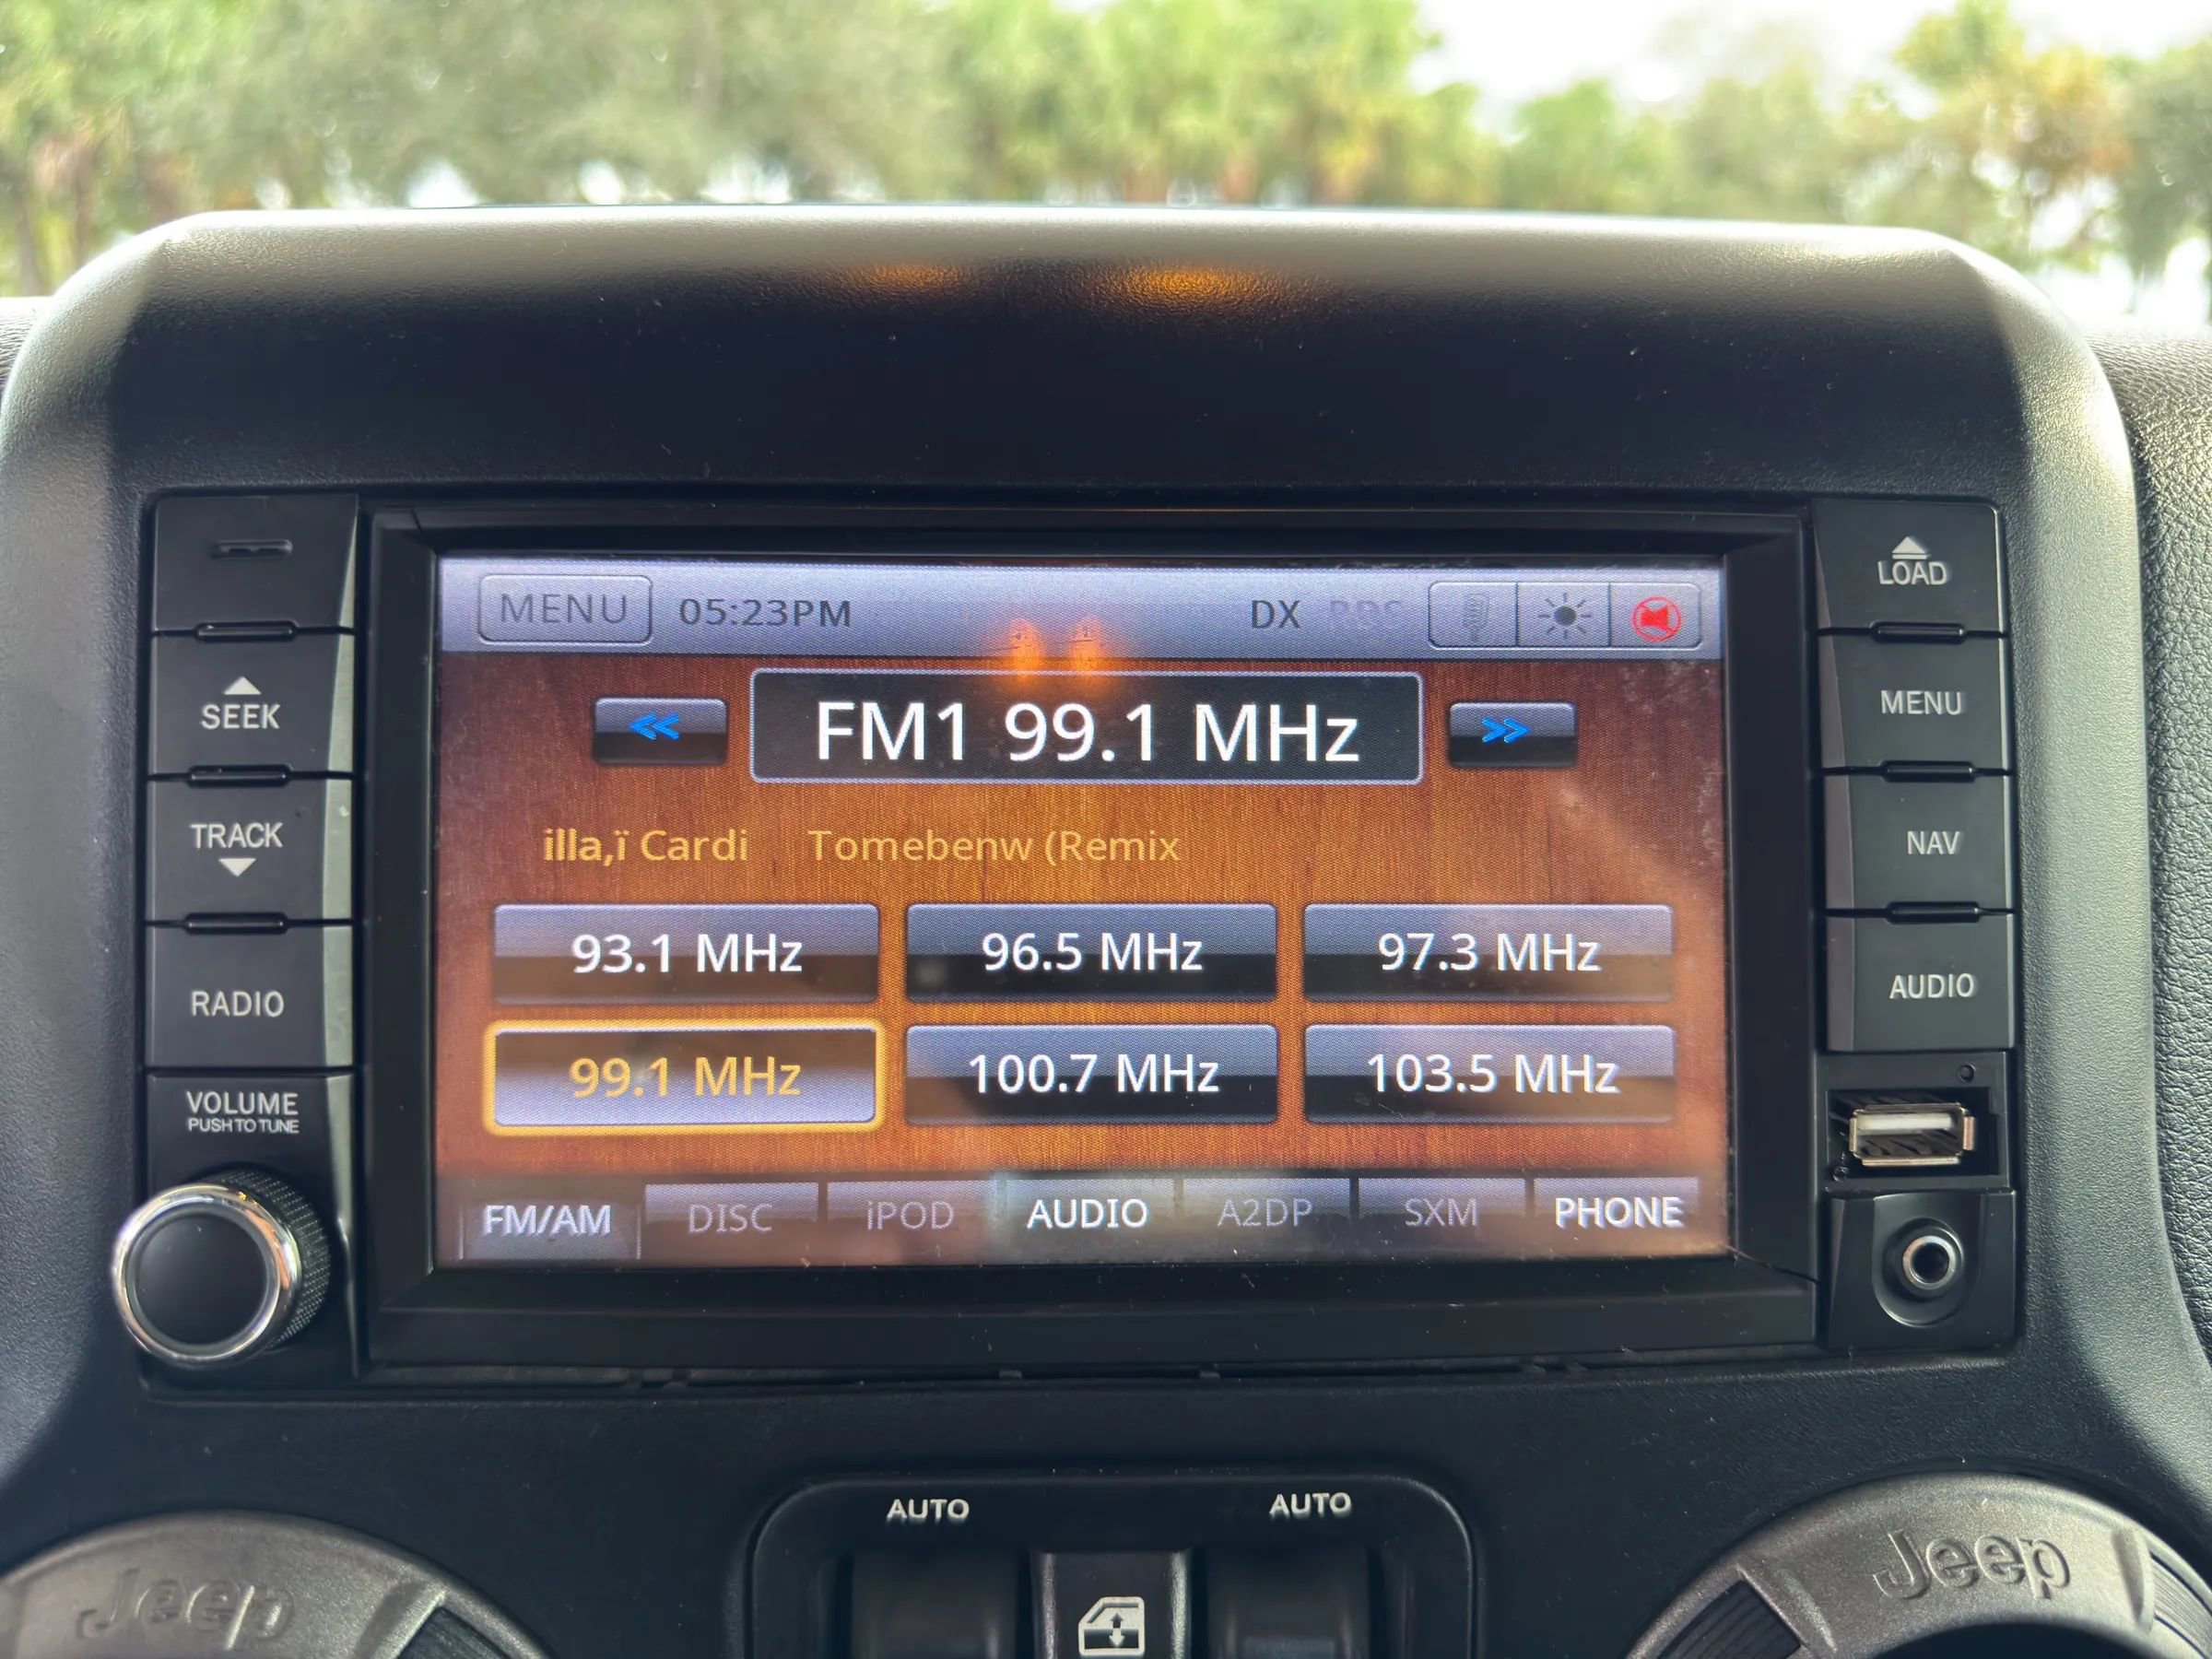 LOAD
SEEK
TRACK
RADIO
VOLUME
PUSH TO TUNE
MENU
NAV
AUDIO
MENU 05:23PM DX RDS
<< FM1 99.1 MHz >>
illa,ï Cardi Tomebenw (Remix
93.1 MHz 96.5 MHz 97.3 MHz
99.1 MHz 100.7 MHz 103.5 MHz
FM/AM DISC iPOD AUDIO A2DP SXM PHONE
AUTO AUTO
Jeep Jeep